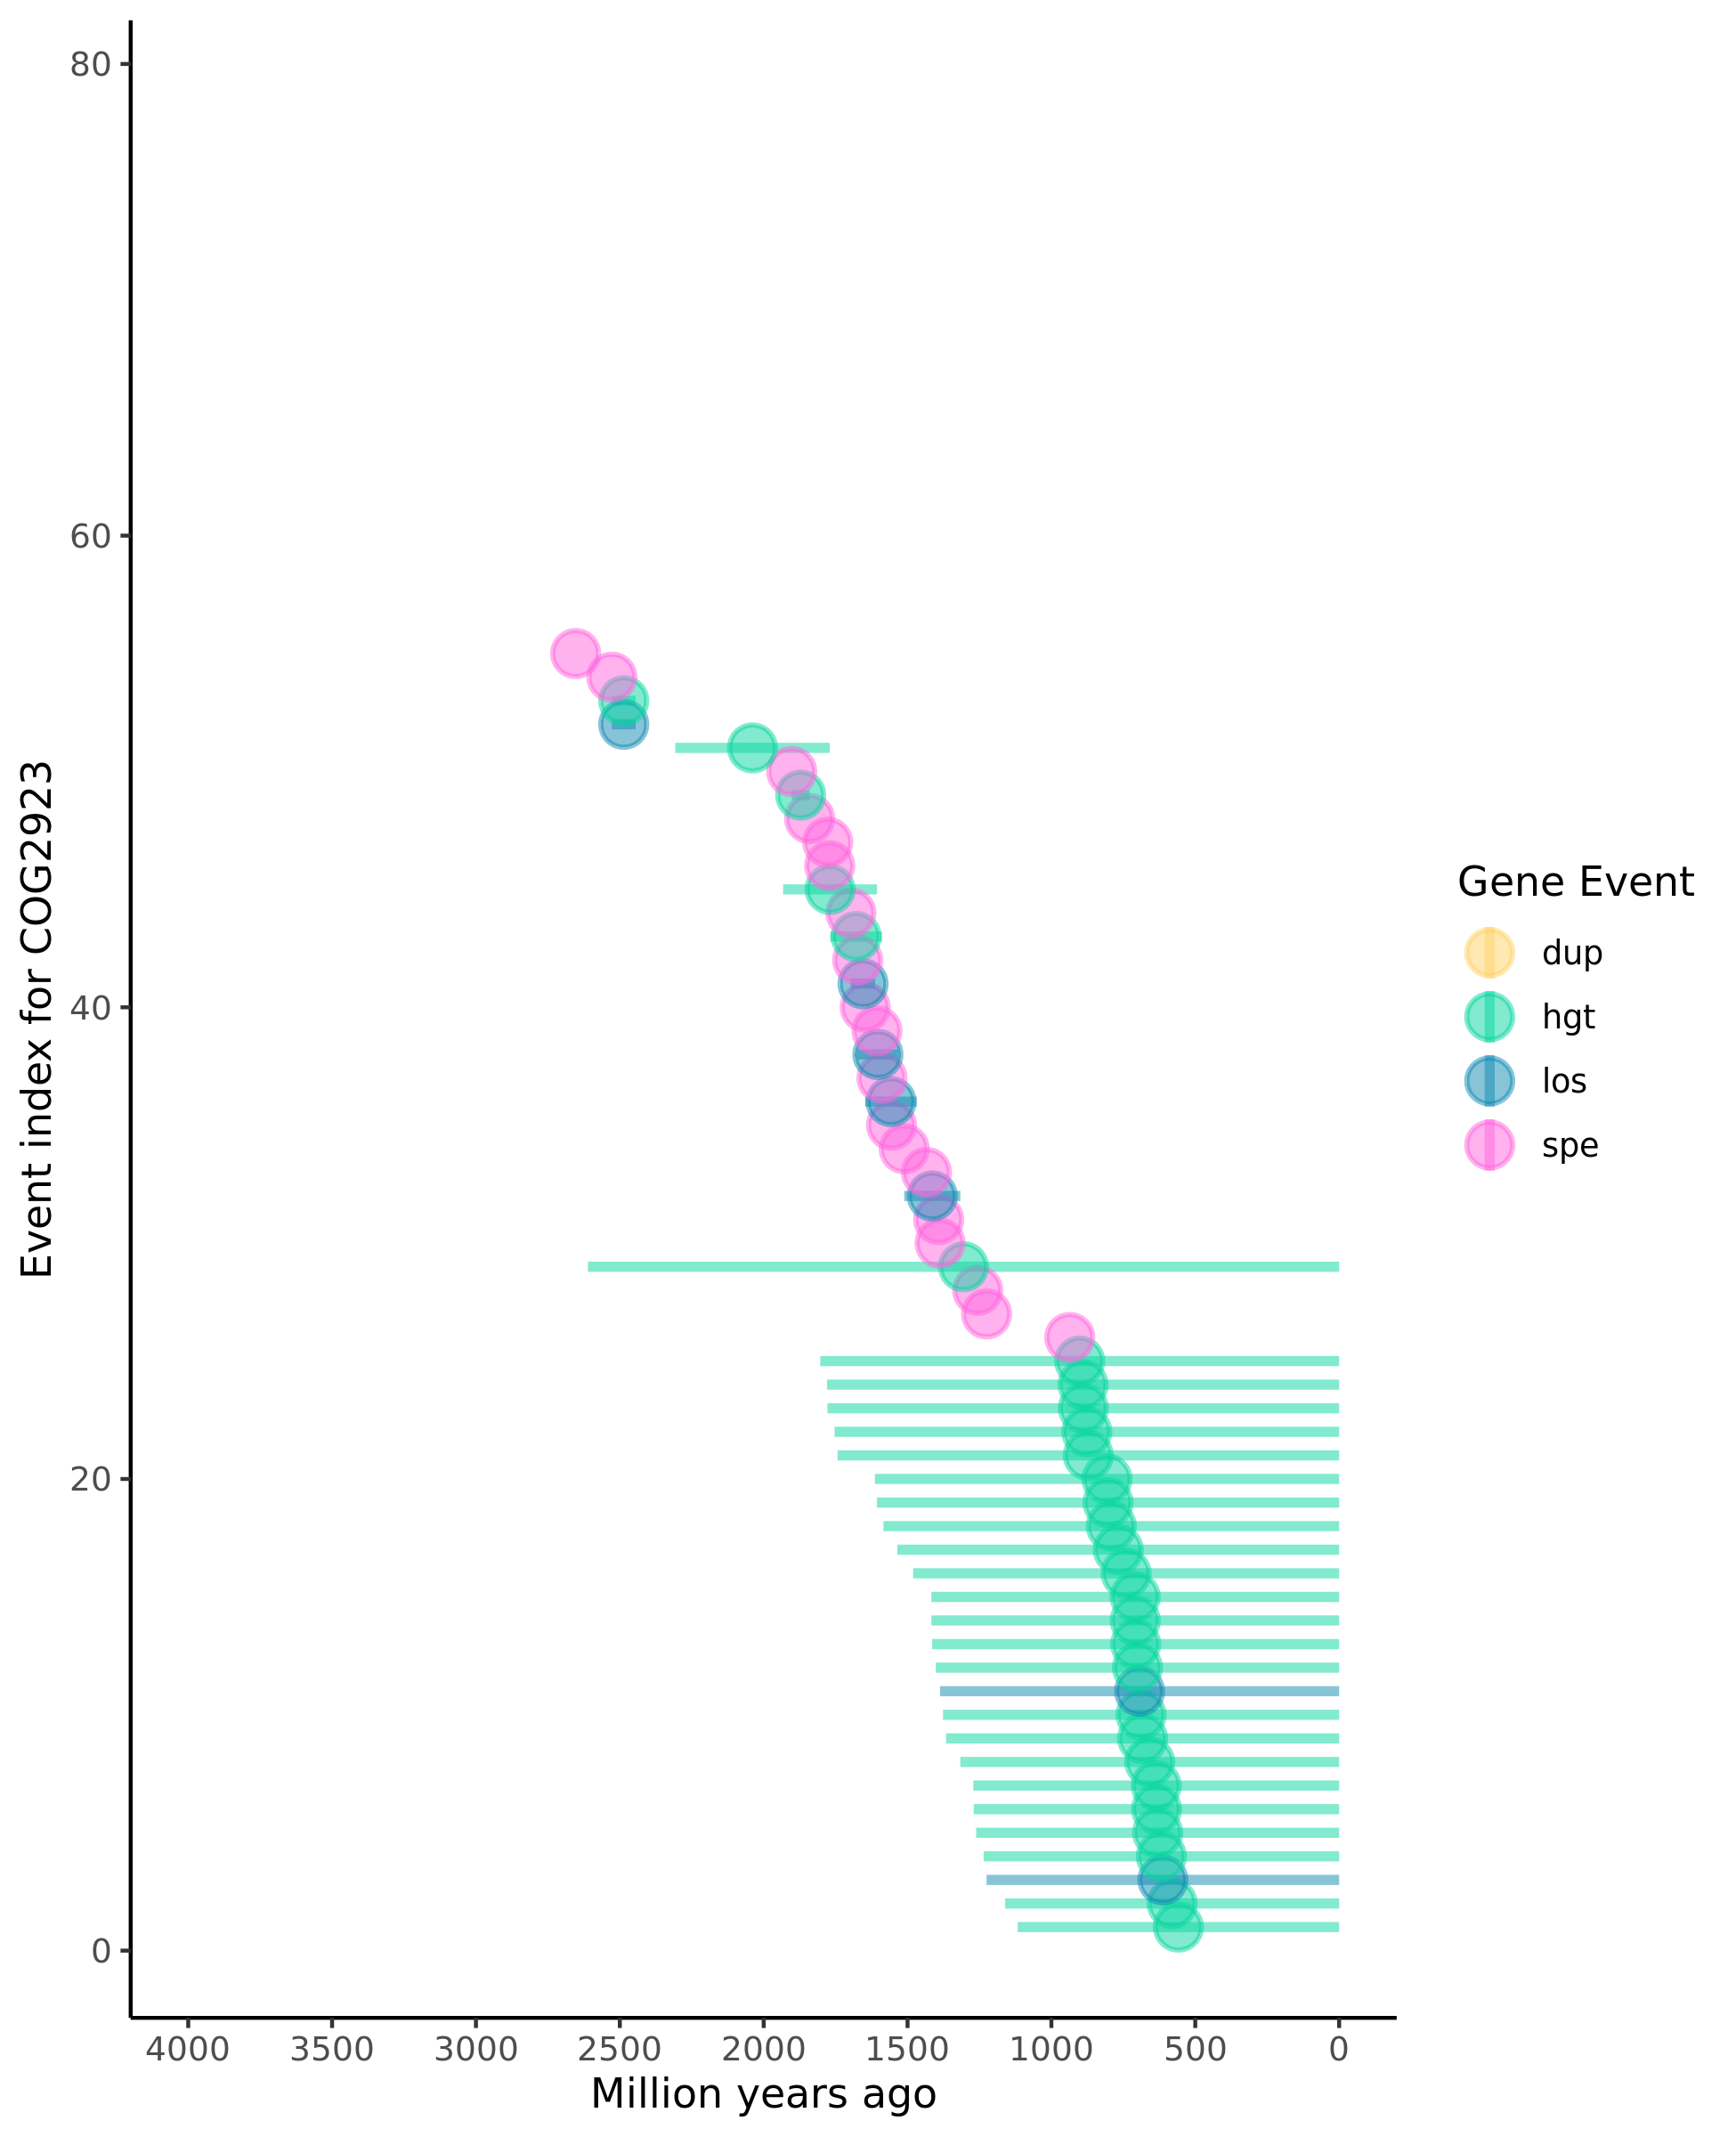 Event index for COG2923
80
60
40
20
0
4000 3500 3000 2500 2000 1500 1000 500 0
Million years ago
Gene Event
dup
hgt
los
spe